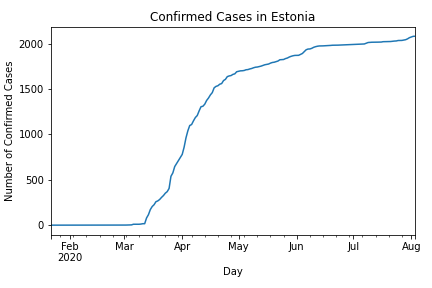 Confirmed Cases in Estonia
Number of Confirmed Cases
2000
1500
1000
500
0
Feb Mar Apr May Jun Jul Aug
2020
Day